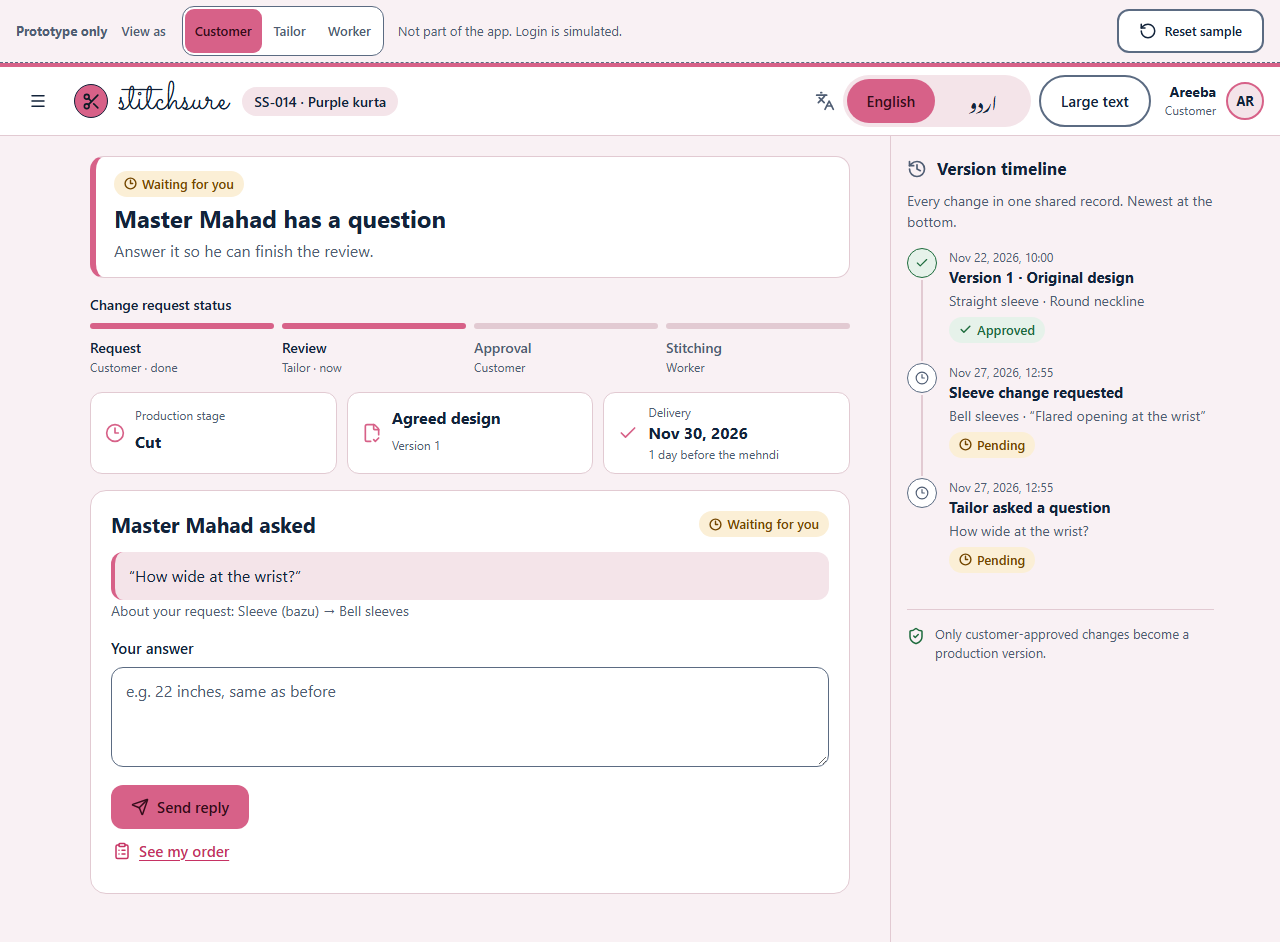 Prototype only View as Customer Tailor Worker Not part of the app. Login is simulated. Reset sample
stitchsure SS-014 · Purple kurta English اردو Large text Areeba Customer AR
Waiting for you
Master Mahad has a question
Answer it so he can finish the review.
Change request status
Request Review Approval Stitching
Customer · done Tailor · now Customer Worker
Production stage
Cut
Agreed design
Version 1
Delivery
Nov 30, 2026
1 day before the mehndi
Master Mahad asked
Waiting for you
“How wide at the wrist?”
About your request: Sleeve (bazu) → Bell sleeves
Your answer
e.g. 22 inches, same as before
Send reply
See my order
Version timeline
Every change in one shared record. Newest at the
bottom.
Nov 22, 2026, 10:00
Version 1 · Original design
Straight sleeve · Round neckline
Approved
Nov 27, 2026, 12:55
Sleeve change requested
Bell sleeves · “Flared opening at the wrist”
Pending
Nov 27, 2026, 12:55
Tailor asked a question
How wide at the wrist?
Pending
Only customer-approved changes become a
production version.